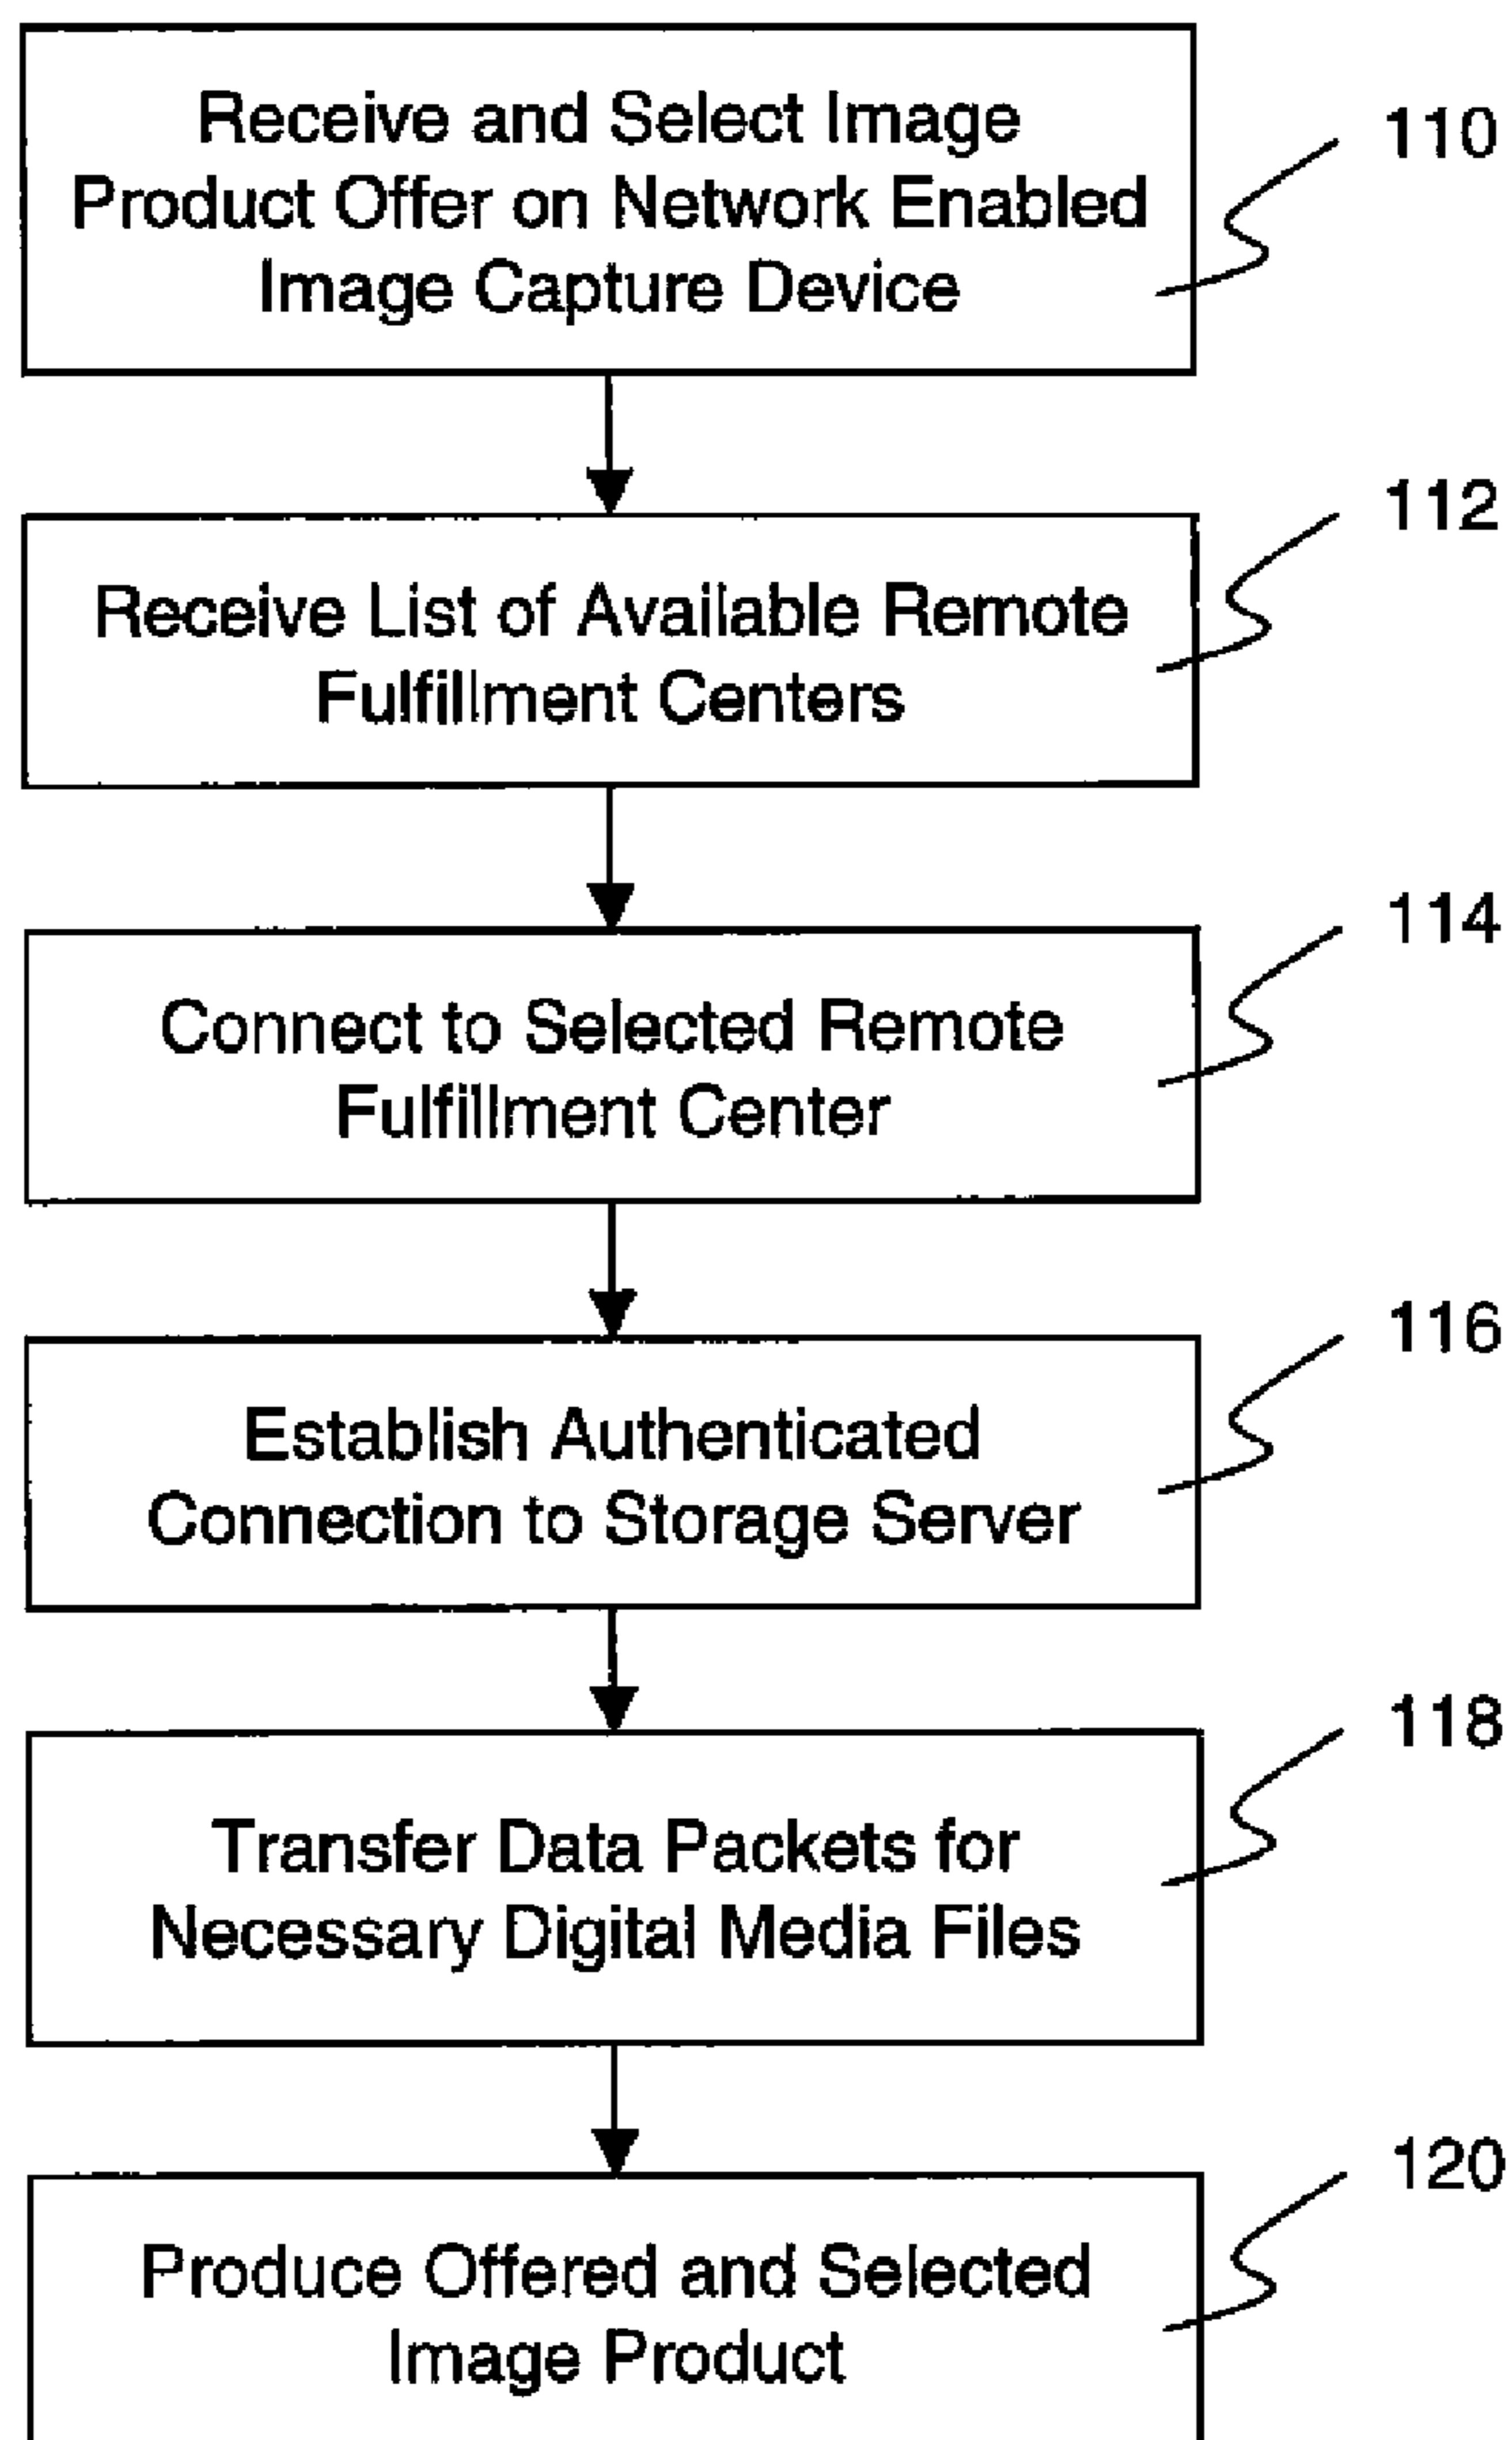 Receive and Select Image
Product Offer on Network Enabled
Image Capture Device
110
Receive List of Available Remote
Fulfillment Centers
112
Connect to Selected Remote
Fulfillment Center
114
Establish Authenticated
Connection to Storage Server
116
Transfer Data Packets for
Necessary Digital Media Files
118
Produce Offered and Selected
Image Product
120